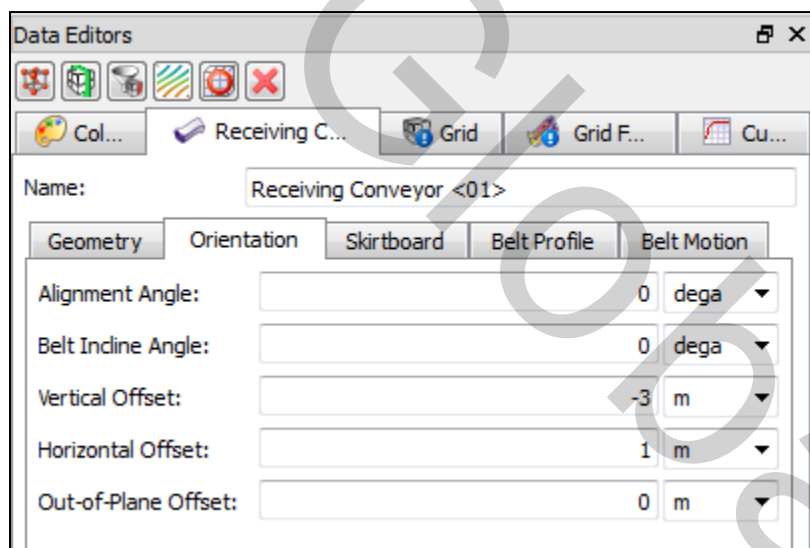 Data Editors
Col... Receiving C... Grid Grid F... Cu...
Name: Receiving Conveyor <01>
Geometry Orientation Skirtboard Belt Profile Belt Motion
Alignment Angle: 0 dega
Belt Incline Angle: 0 dega
Vertical Offset: -3 m
Horizontal Offset: 1 m
Out-of-Plane Offset: 0 m